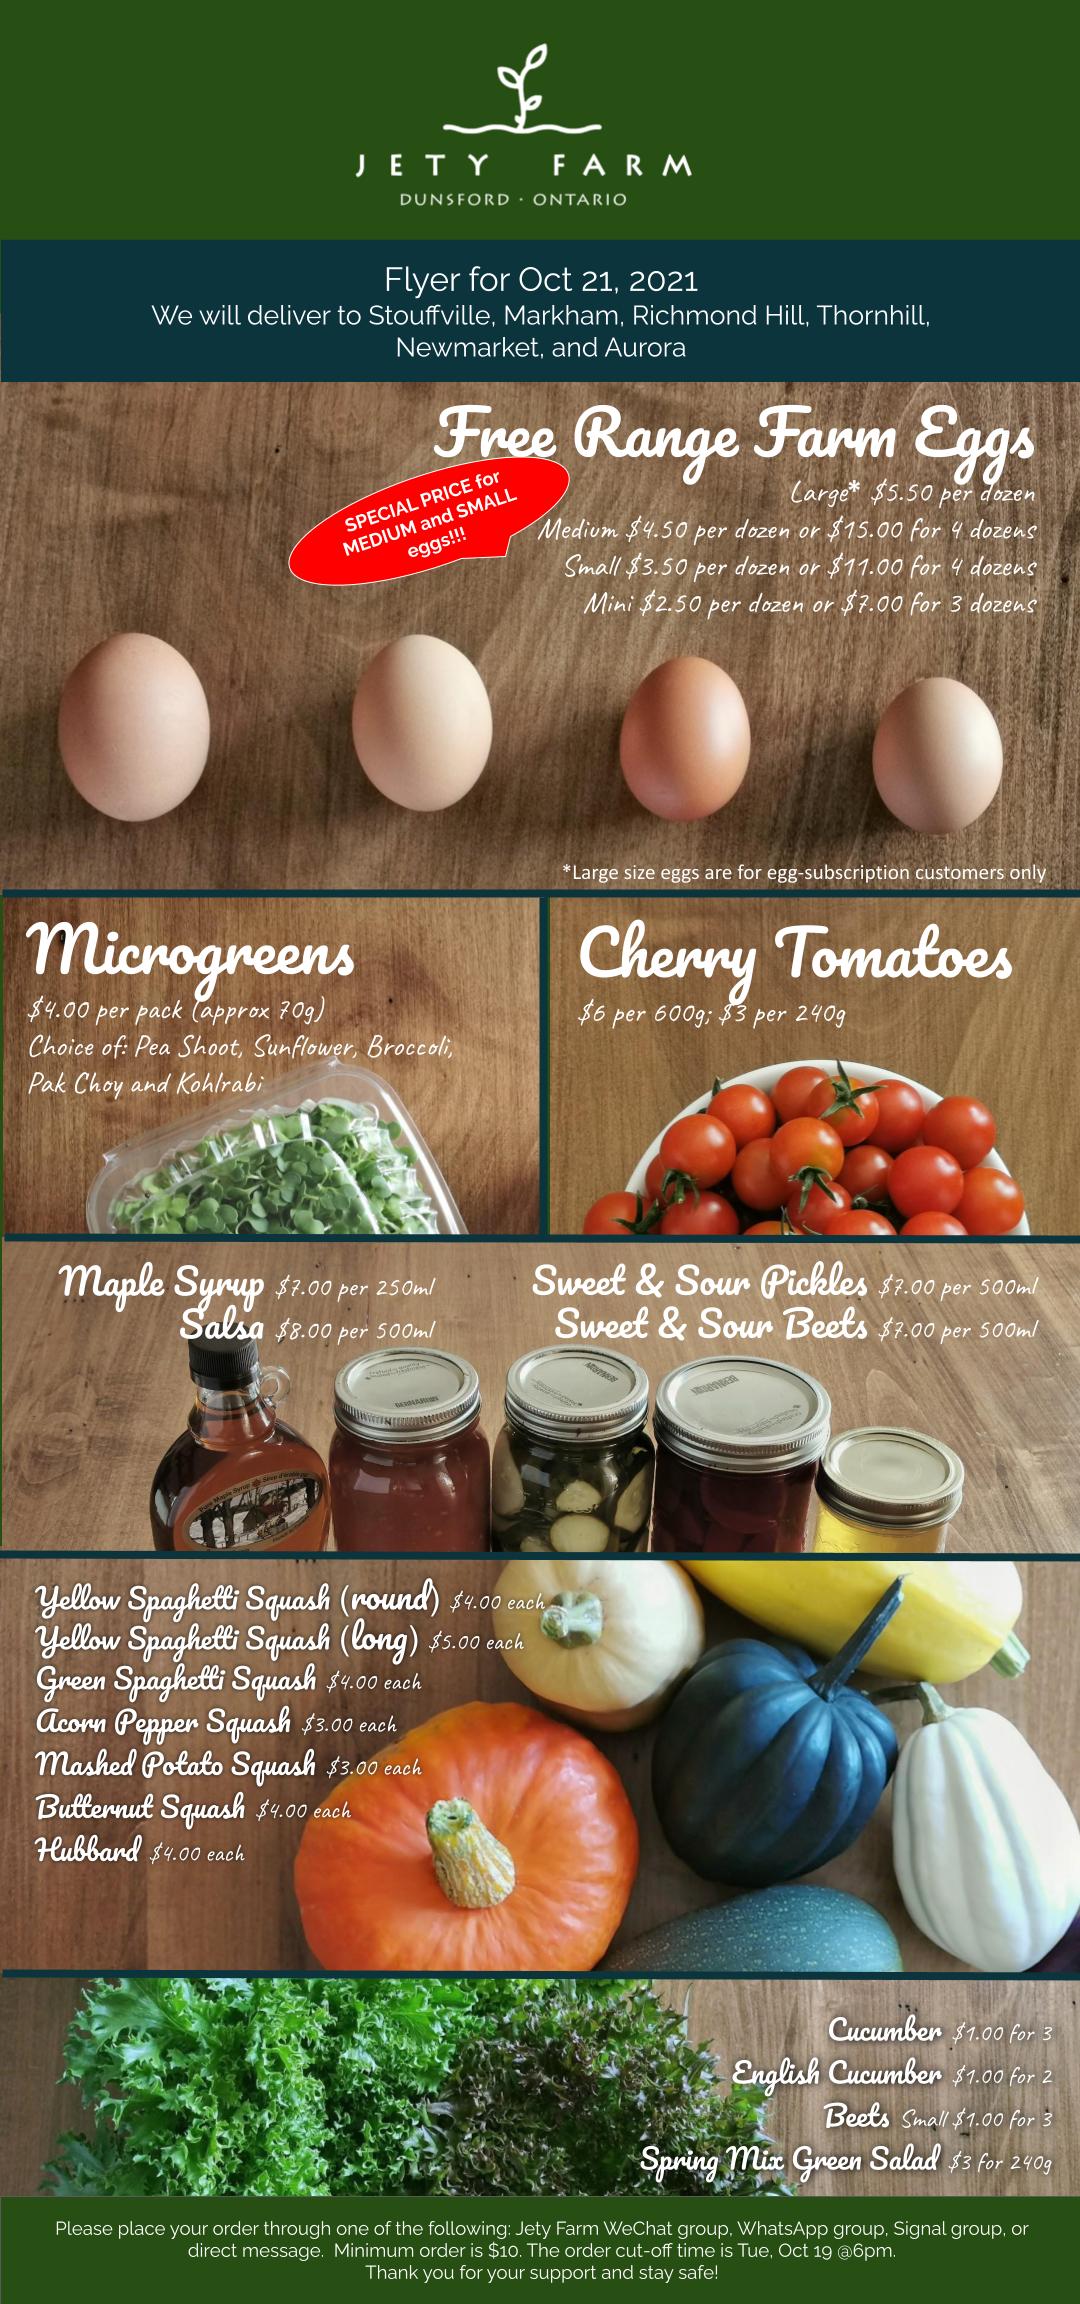 JETY FARM
DUNSFORD · ONTARIO
Flyer for Oct 21, 2021
We will deliver to Stouffville, Markham, Richmond Hill, Thornhill,
Newmarket, and Aurora
Free Range Farm Eggs
SPECIAL PRICE for
MEDIUM and SMALL
eggs!!!
Large* $5.50 per dozen
Medium $4.50 per dozen or $15.00 for 4 dozens
Small $3.50 per dozen or $11.00 for 4 dozens
Mini $2.50 per dozen or $7.00 for 3 dozens
*Large size eggs are for egg-subscription customers only
Microgreens
$4.00 per pack (approx 70g)
Choice of: Pea Shoot, Sunflower, Broccoli,
Pak Choy and Kohlrabi
Cherry Tomatoes
$6 per 600g; $3 per 240g
Maple Syrup $7.00 per 250ml
Salsa $8.00 per 500ml
Sweet & Sour Pickles $7.00 per 500ml
Sweet & Sour Beets $7.00 per 500ml
BERNARDIN
BERNARDIN
BERNARDIN
Pure Maple Syrup Sirop d'érable pur
Yellow Spaghetti Squash (round) $4.00 each
Yellow Spaghetti Squash (long) $5.00 each
Green Spaghetti Squash $4.00 each
Acorn Pepper Squash $3.00 each
Mashed Potato Squash $3.00 each
Butternut Squash $4.00 each
Hubbard $4.00 each
Cucumber $1.00 for 3
English Cucumber $1.00 for 2
Beets Small $1.00 for 3
Spring Mix Green Salad $3 for 240g
Please place your order through one of the following: Jety Farm WeChat group, WhatsApp group, Signal group, or
direct message. Minimum order is $10. The order cut-off time is Tue, Oct 19 @6pm.
Thank you for your support and stay safe!